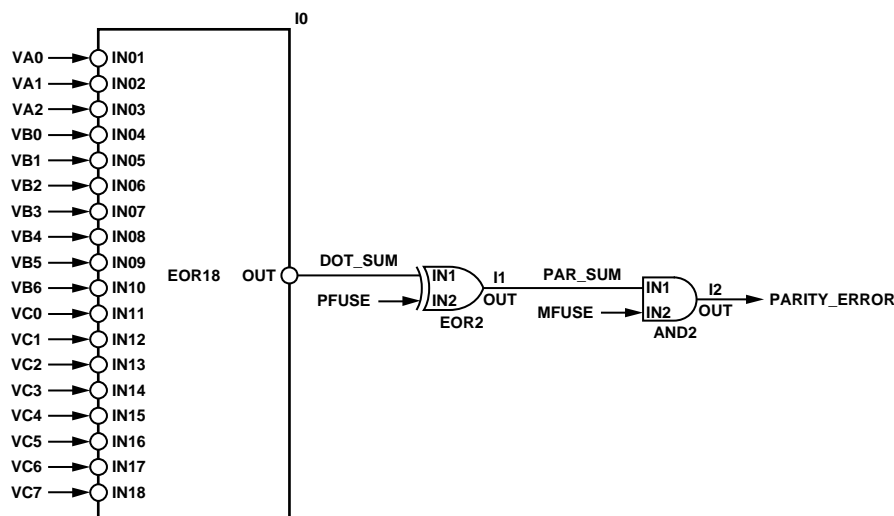 I0
VA0 IN01
VA1 IN02
VA2 IN03
VB0 IN04
VB1 IN05
VB2 IN06
VB3 IN07
VB4 IN08
VB5 IN09
VB6 IN10
VC0 IN11
VC1 IN12
VC2 IN13
VC3 IN14
VC4 IN15
VC5 IN16
VC6 IN17
VC7 IN18
EOR18 OUT
DOT_SUM
PFUSE
IN1
IN2
I1
OUT
EOR2
PAR_SUM
MFUSE
IN1
IN2
I2
OUT
AND2
PARITY_ERROR